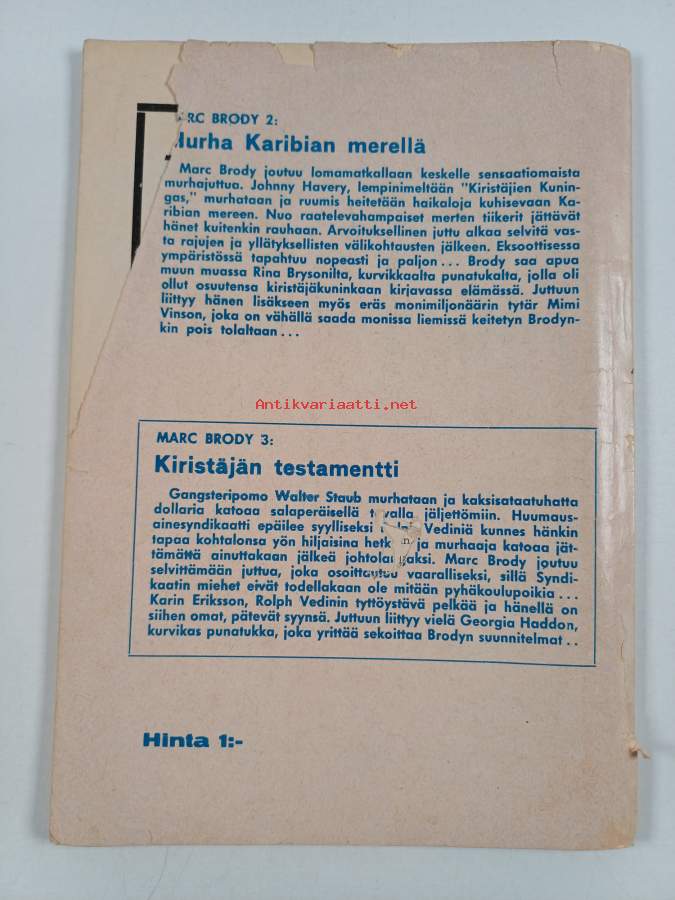 RC BRODY 2:
urha Karibian merellä
Marc Brody joutuu lomamatkallaan keskelle sensaatiomaista
murhajuttua. Johnny Havery, lempinimeltään "Kiristäjien Kunin-
gas," murhataan ja ruumis heitetään haikaloja kuhisevaan Ka-
ribian mereen. Nuo raatelevahampaiset merten tiikerit jättävät
hänet kuitenkin rauhaan. Arvoituksellinen juttu alkaa selvitä vas-
ta rajujen ja yllätyksellisten välikohtausten jälkeen. Eksoottisessa
ympäristössä tapahtuu nopeasti ja paljon... Brody saa apua
muun muassa Rina Brysonilta, kurvikkaalta punatukalta, jolla oli
ollut osuutensa kiristäjäkuninkaan kirjavassa elämässä. Juttuun
liittyy hänen lisäkseen myös eräs monimiljonäärin tytär Mimi
Vinson, joka on vähällä saada monissa liemissä keitetyn Brodyn-
kin pois tolaltaan...
Antikvariaatti.net
MARC BRODY 3:
Kiristäjän testamentti
Gangsteripomo Walter Staub murhataan ja kaksisataatuhatta
dollaria katoaa salaperäisellä t valla jäljettömiin. Huumaus-
ainesyndikaatti epäilee syylliseksi Vediniä kunnes hänkin
tapaa kohtalonsa yön hiljaisina hetk ja murhaaja katoaa jät-
tämättä ainuttakaan jälkeä johtola aksi. Marc Brody joutuu
selvittämään juttua, joka osoittautuu vaaralliseksi, sillä Syndi-
kaatin miehet eivät todellakaan ole mitään pyhäkoulupoikia...
Karin Eriksson, Rolph Vedinin tyttöystävä pelkää ja hänellä on
siihen omat, pätevät syynsä. Juttuun liittyy vielä Georgia Haddon,
kurvikas punatukka, joka yrittää sekoittaa Brodyn suunnitelmat..
Hinta 1:-